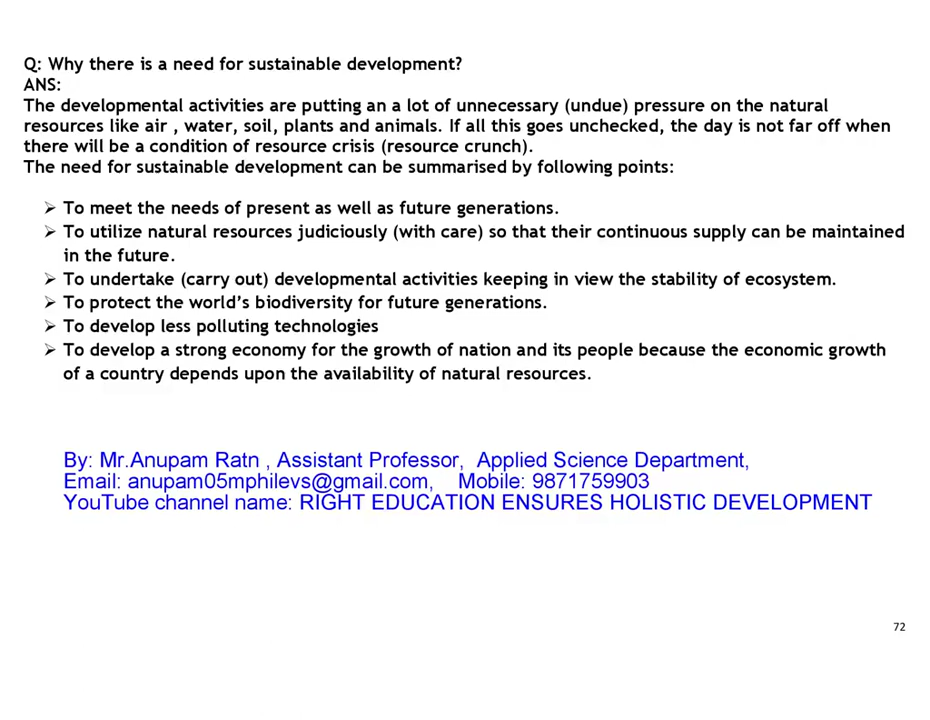 Q: Why there is a need for sustainable development?
ANS:
The developmental activities are putting an a lot of unnecessary (undue) pressure on the natural
resources like air , water, soil, plants and animals. If all this goes unchecked, the day is not far off when
there will be a condition of resource crisis (resource crunch).
The need for sustainable development can be summarised by following points:
➢ To meet the needs of present as well as future generations.
➢ To utilize natural resources judiciously (with care) so that their continuous supply can be maintained
in the future.
➢ To undertake (carry out) developmental activities keeping in view the stability of ecosystem.
➢ To protect the world’s biodiversity for future generations.
➢ To develop less polluting technologies
➢ To develop a strong economy for the growth of nation and its people because the economic growth
of a country depends upon the availability of natural resources.
By: Mr.Anupam Ratn , Assistant Professor, Applied Science Department,
Email: anupam05mphilevs@gmail.com, Mobile: 9871759903
YouTube channel name: RIGHT EDUCATION ENSURES HOLISTIC DEVELOPMENT
72